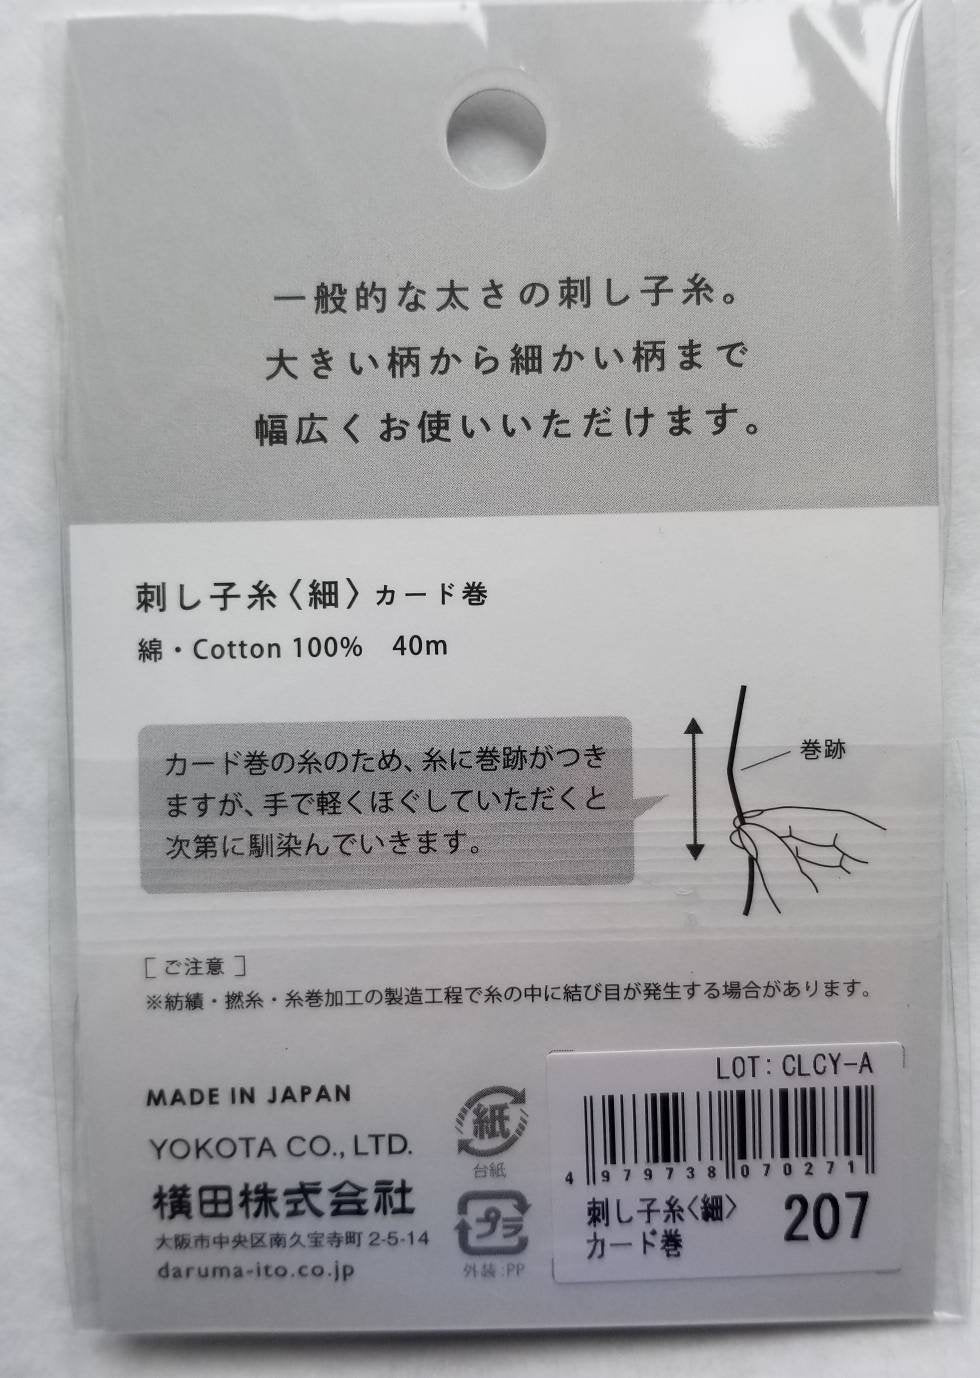 一般的な太さの刺し子糸。
大きい柄から細かい柄まで
幅広くお使いいただけます。
刺し子糸〈細〉カード巻
綿・Cotton 100% 40m
カード巻の糸のため、糸に巻跡がつき
ますが、手で軽くほぐしていただくと
次第に馴染んでいきます。
巻跡
[ ご注意 ]
※紡績・撚糸・糸巻加工の製造工程で糸の中に結び目が発生する場合があります。
MADE IN JAPAN
YOKOTA CO., LTD.
横田株式会社
大阪市中央区南久宝寺町 2-5-14
daruma-ito.co.jp
紙
台紙
プラ
外装:PP
LOT: CLCY-A
4 979738 070271
刺し子糸〈細〉
カード巻
207